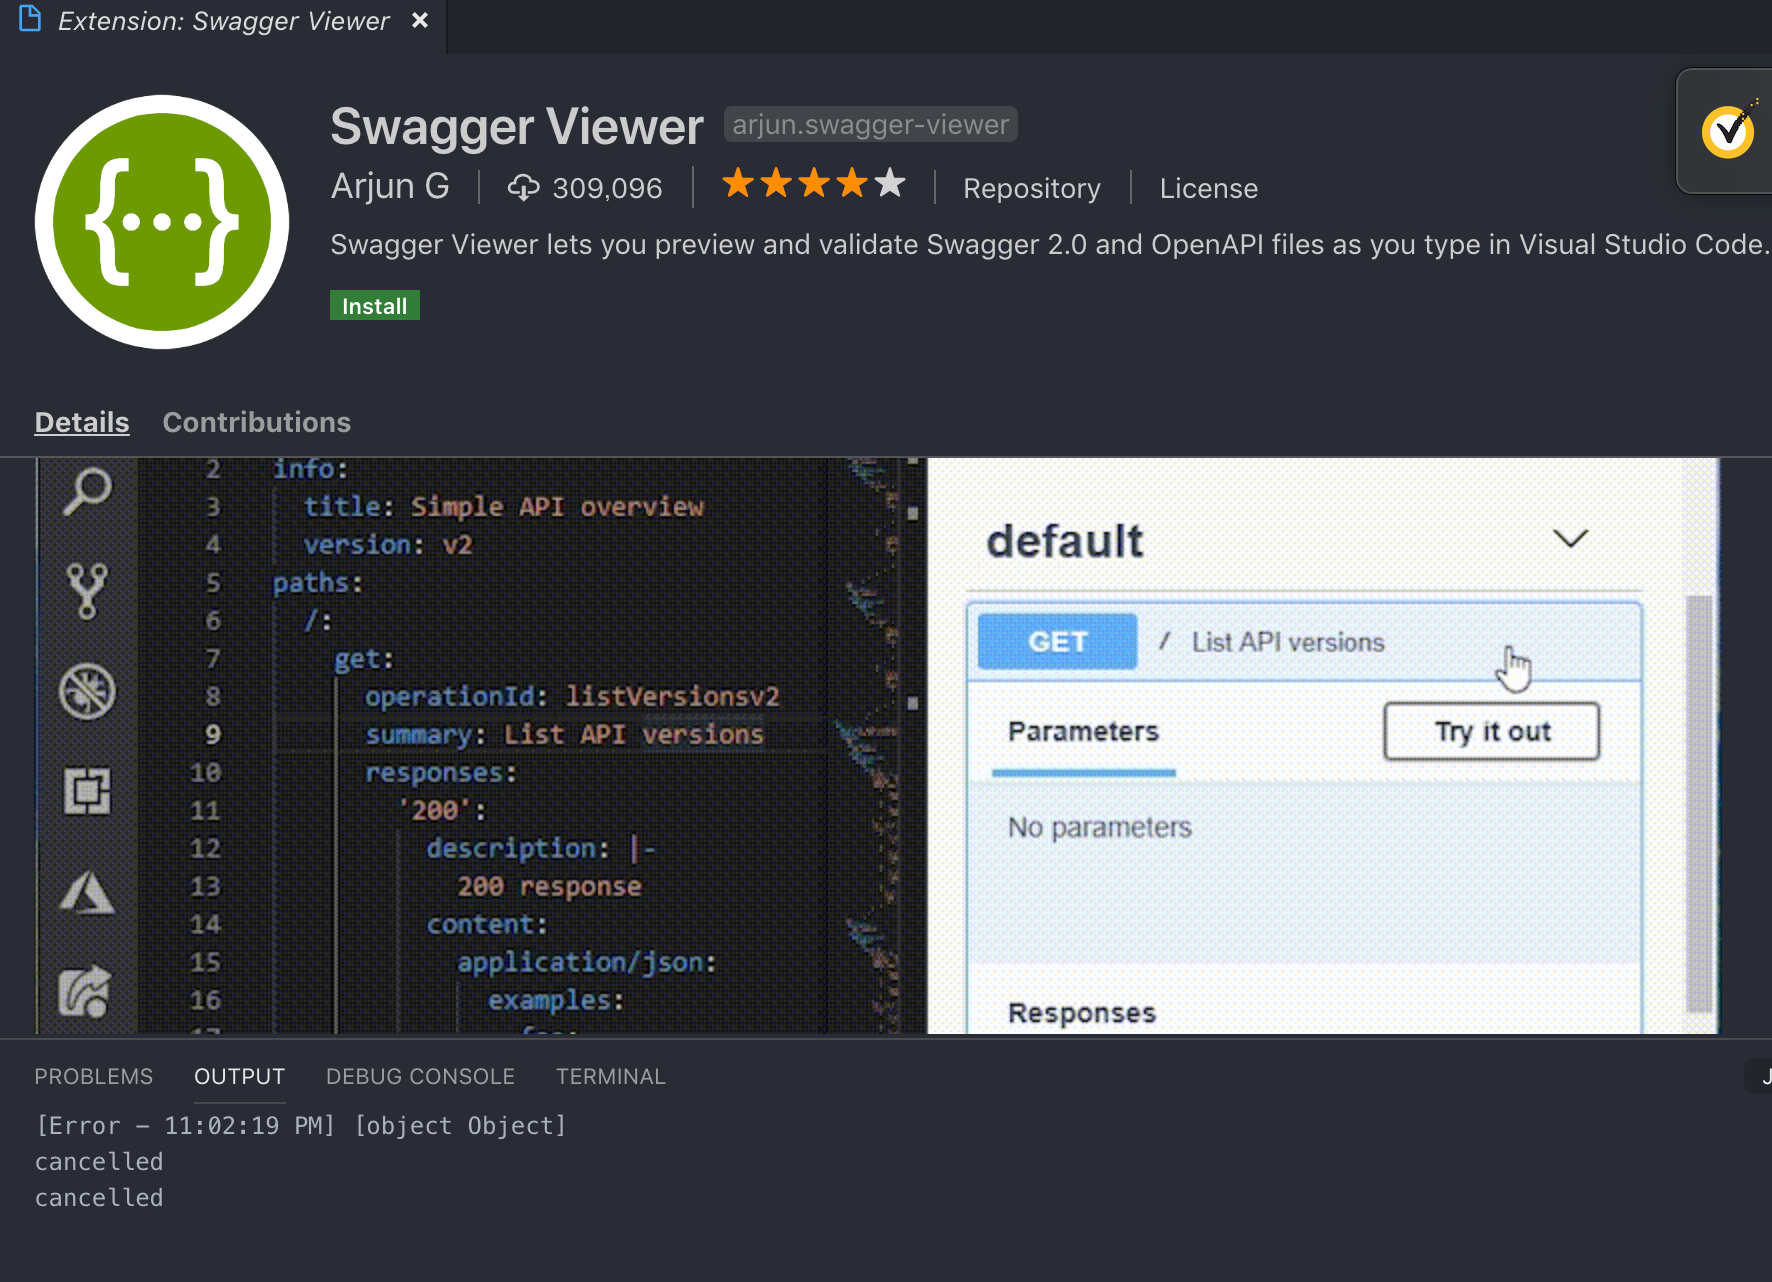 Extension: Swagger Viewer ×
Swagger Viewer arjun.swagger-viewer
Arjun G 309,096 Repository License
Swagger Viewer lets you preview and validate Swagger 2.0 and OpenAPI files as you type in Visual Studio Code.
Install
Details Contributions
2 info:
3 title: Simple API overview
4 version: v2
5 paths:
6 /:
7 get:
8 operationId: listVersionsv2
9 summary: List API versions
10 responses:
11 '200':
12 description: |-
13 200 response
14 content:
15 application/json:
16 examples:
default
GET / List API versions
Parameters Try it out
No parameters
Responses
PROBLEMS OUTPUT DEBUG CONSOLE TERMINAL
[Error – 11:02:19 PM] [object Object]
cancelled
cancelled